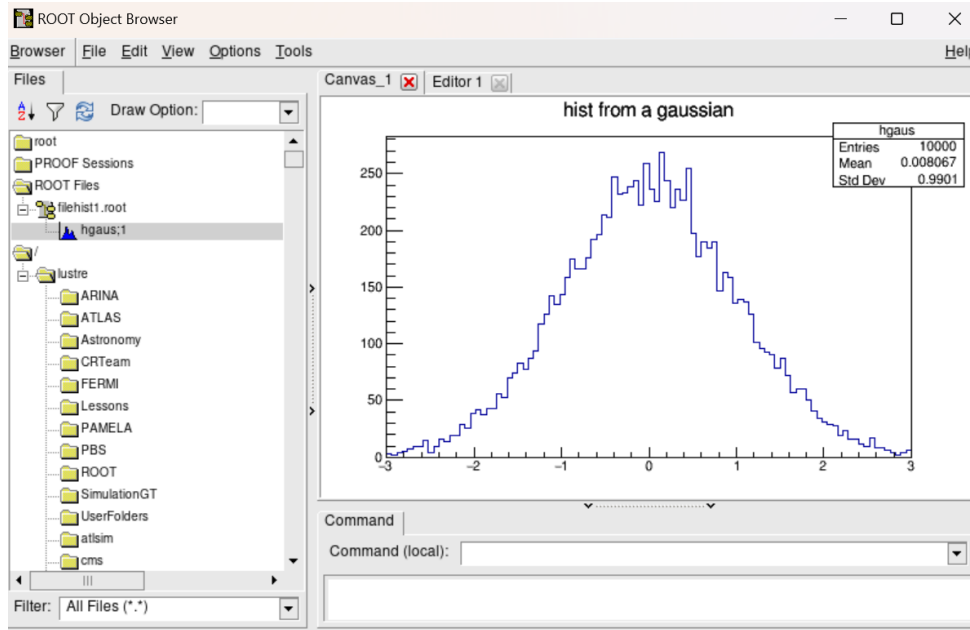 ROOT Object Browser
Browser File Edit View Options Tools Help
Files
Canvas_1 Editor 1
Draw Option:
root
PROOF Sessions
ROOT Files
filehist1.root
hgaus;1
/
lustre
ARINA
ATLAS
Astronomy
CRTeam
FERMI
Lessons
PAMELA
PBS
ROOT
SimulationGT
UserFolders
atlsim
cms
Filter: All Files (*.*)
hist from a gaussian
hgaus
Entries 10000
Mean 0.008067
Std Dev 0.9901
250
200
150
100
50
0
−3 −2 −1 0 1 2 3
Command
Command (local):